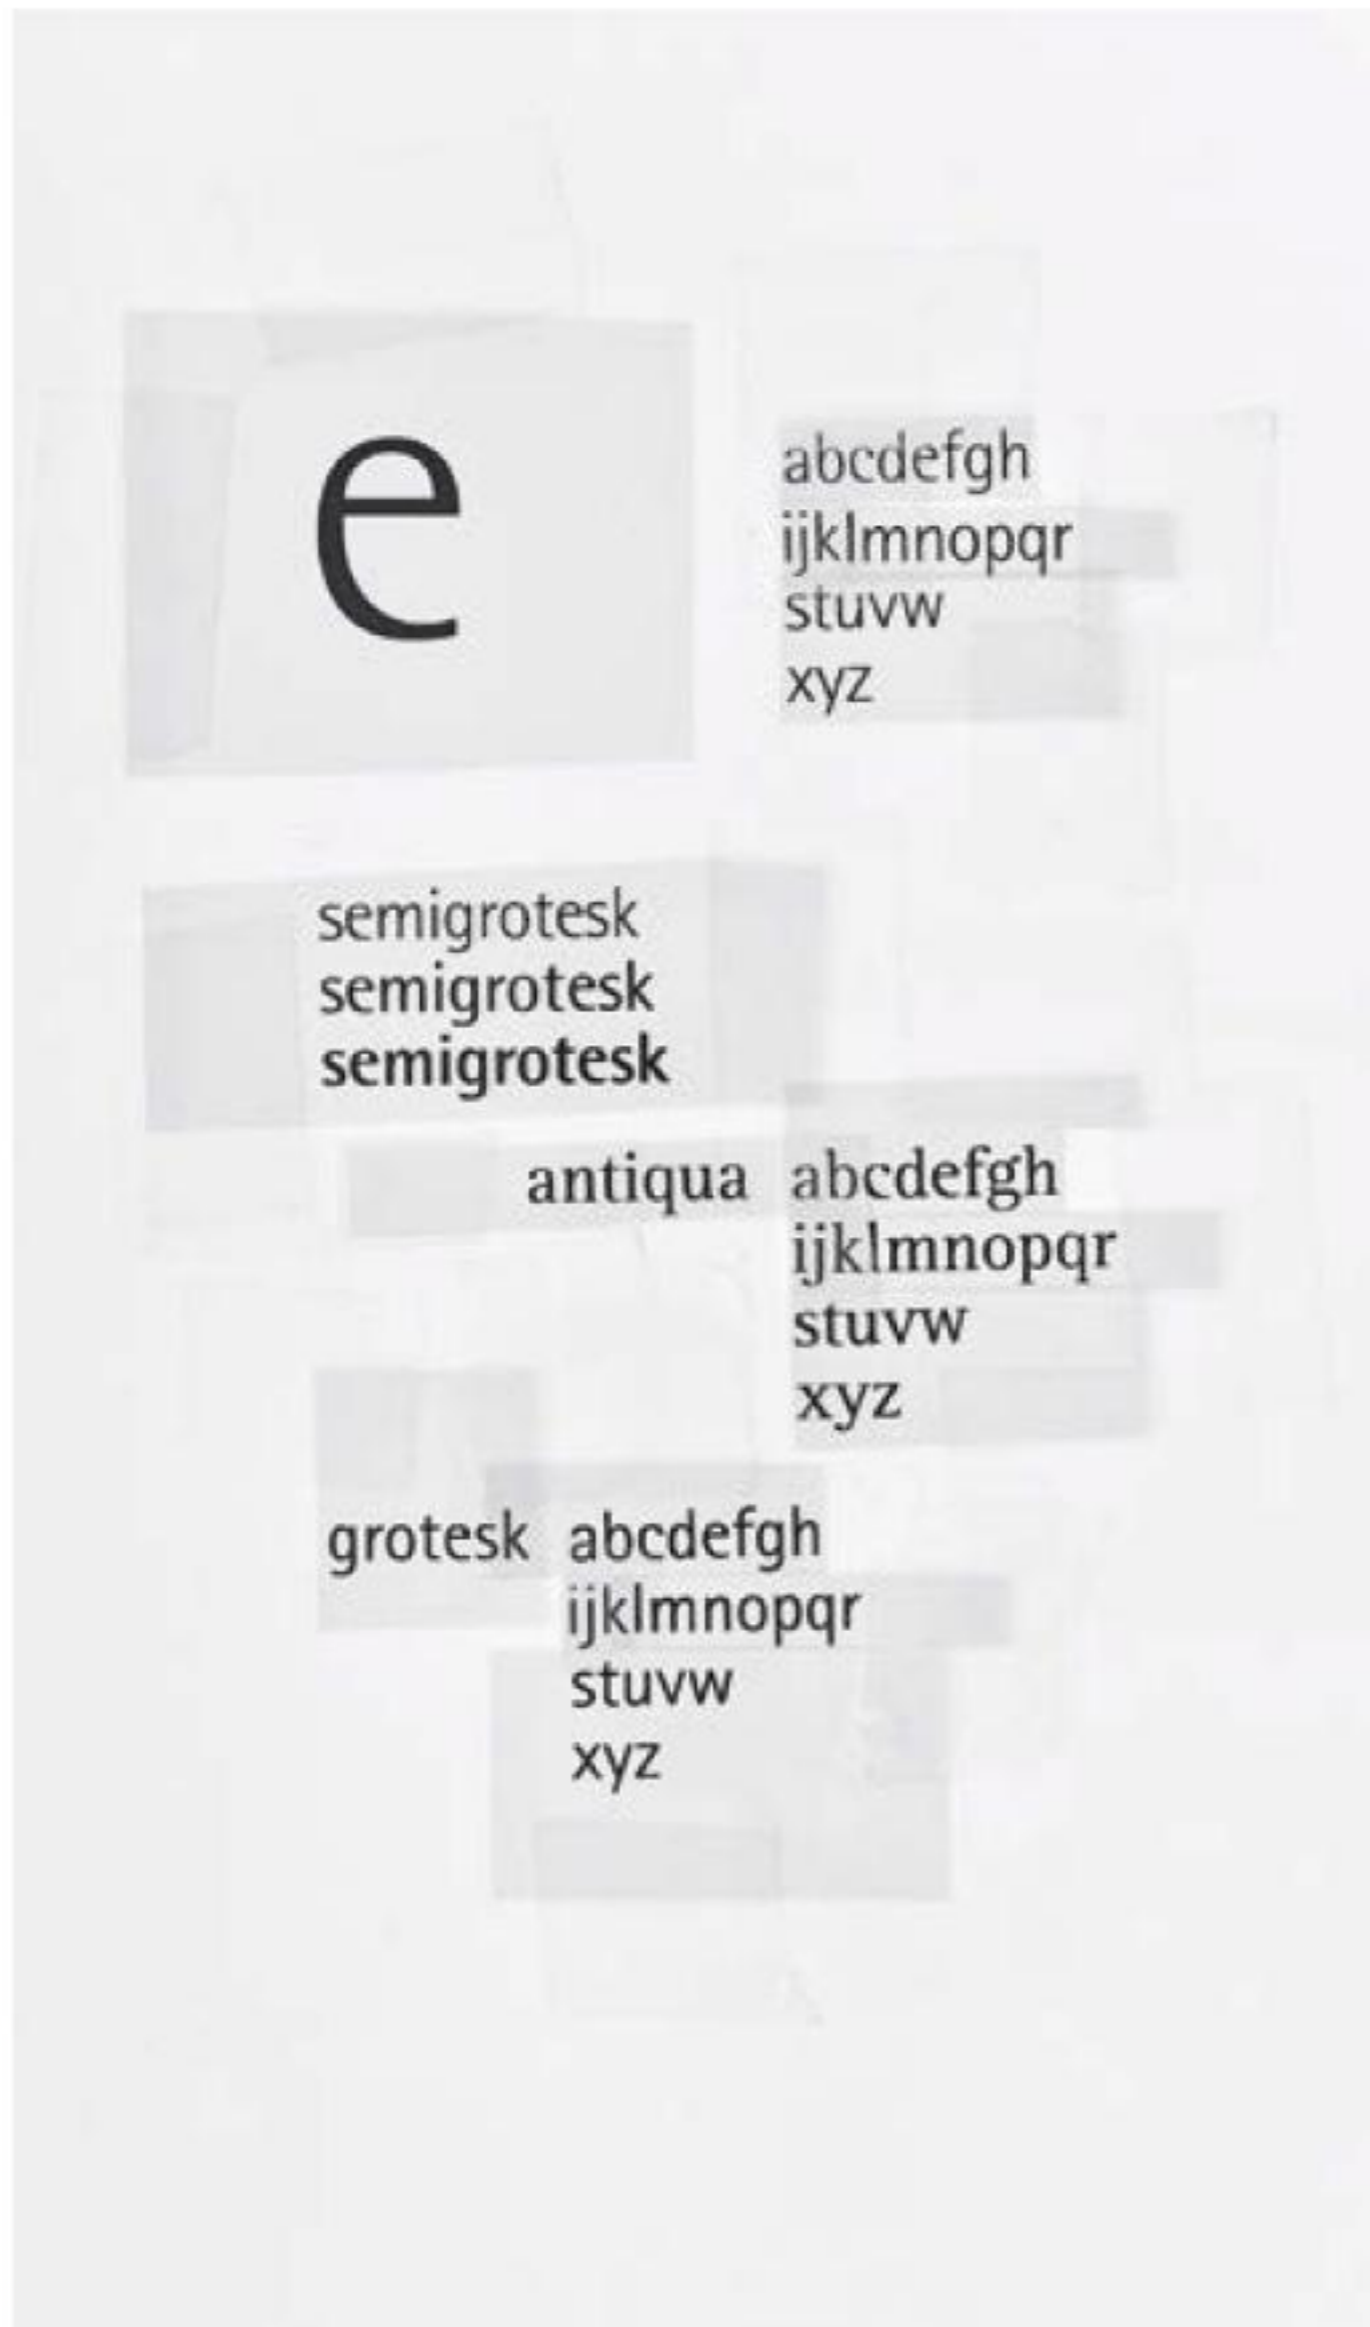 e
abcdefgh
ijklmnopqr
stuvw
xyz
semigrotesk
semigrotesk
semigrotesk
antiqua
abcdefgh
ijklmnopqr
stuvw
xyz
grotesk
abcdefgh
ijklmnopqr
stuvw
xyz